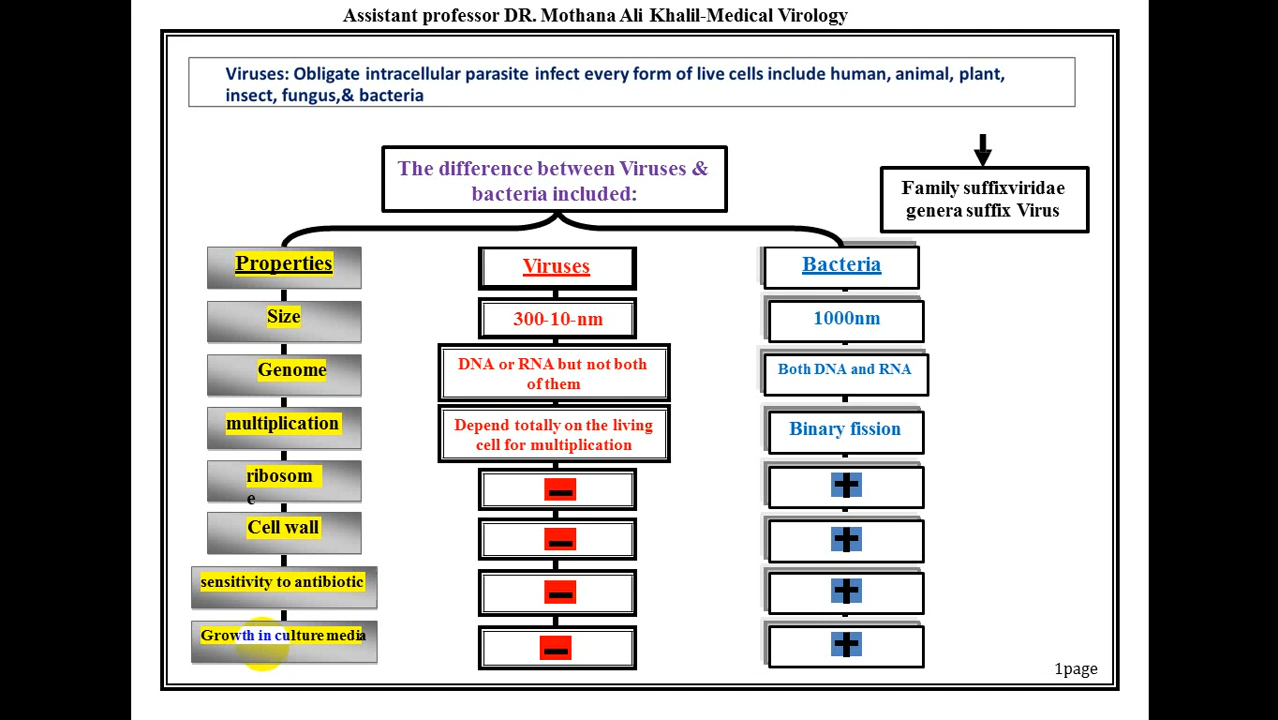 Assistant professor DR. Mothana Ali Khalil-Medical Virology
Viruses: Obligate intracellular parasite infect every form of live cells include human, animal, plant,
insect, fungus,& bacteria
The difference between Viruses &
bacteria included:
Family suffixviridae
genera suffix Virus
Properties
Viruses
Bacteria
Size
300-10-nm
1000nm
Genome
DNA or RNA but not both
of them
Both DNA and RNA
multiplication
Depend totally on the living
cell for multiplication
Binary fission
ribosom
e
−
+
Cell wall
−
+
sensitivity to antibiotic
−
+
Growth in culture media
−
+
1page